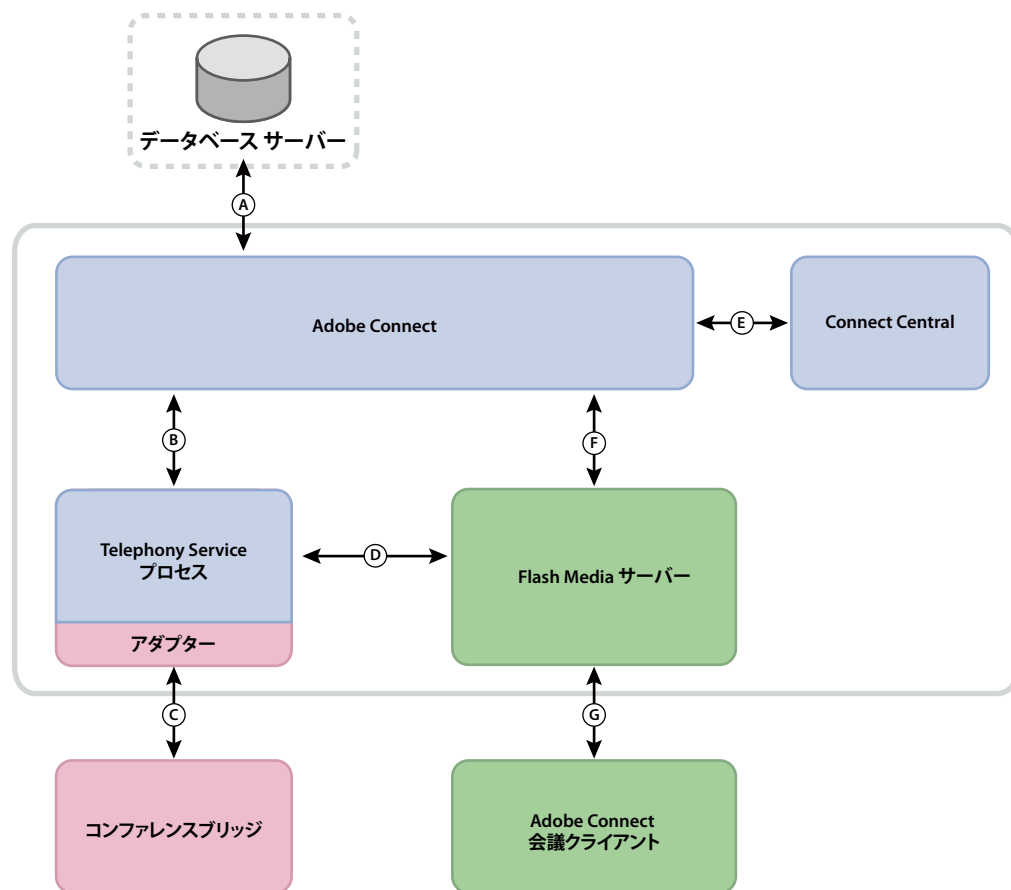 データベース サーバー
A
Adobe Connect
E
Connect Central
B
F
Telephony Service
プロセス
D
Flash Media サーバー
アダプター
C
G
コンファレンスブリッジ
Adobe Connect
会議クライアント